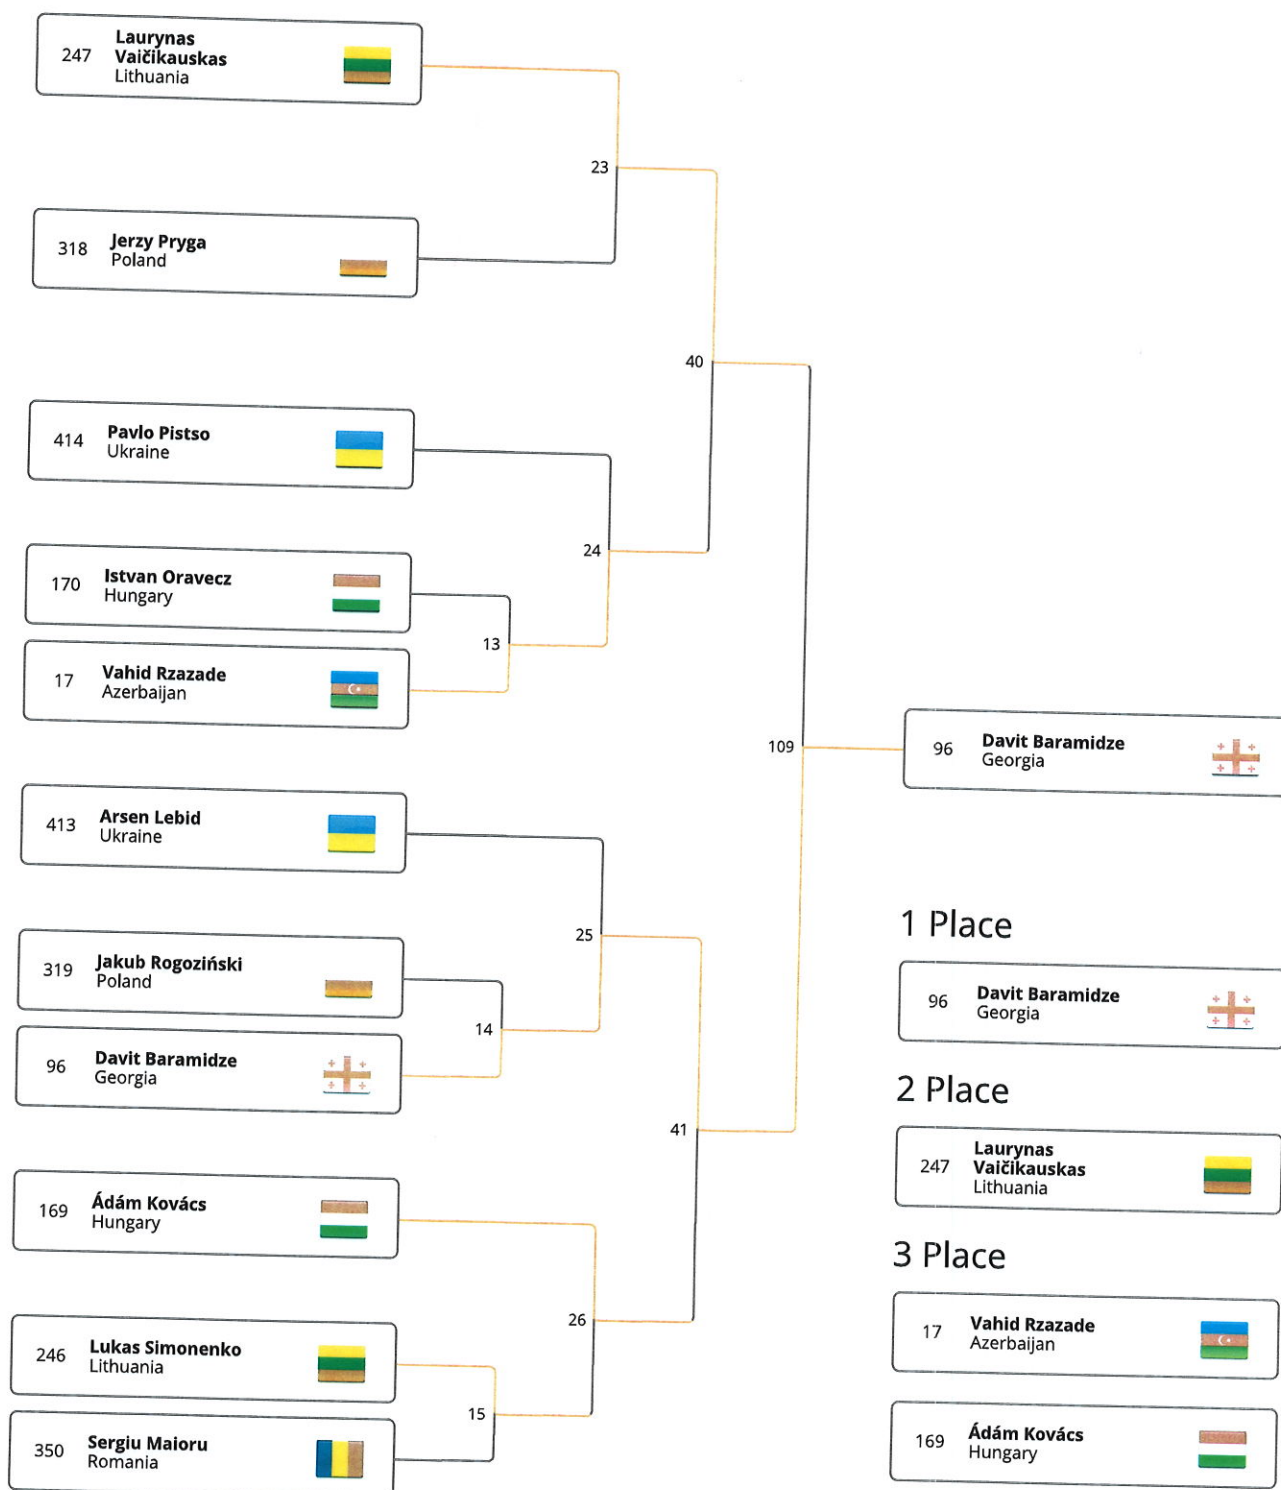 247
Laurynas
Vaičikauskas
Lithuania
23
318
Jerzy Pryga
Poland
40
414
Pavlo Pistso
Ukraine
24
170
Istvan Oravecz
Hungary
13
17
Vahid Rzazade
Azerbaijan
109
96
Davit Baramidze
Georgia
413
Arsen Lebid
Ukraine
25
319
Jakub Rogoziński
Poland
14
96
Davit Baramidze
Georgia
41
169
Ádám Kovács
Hungary
26
246
Lukas Simonenko
Lithuania
15
350
Sergiu Maioru
Romania
1 Place
96
Davit Baramidze
Georgia
2 Place
247
Laurynas
Vaičikauskas
Lithuania
3 Place
17
Vahid Rzazade
Azerbaijan
169
Ádám Kovács
Hungary